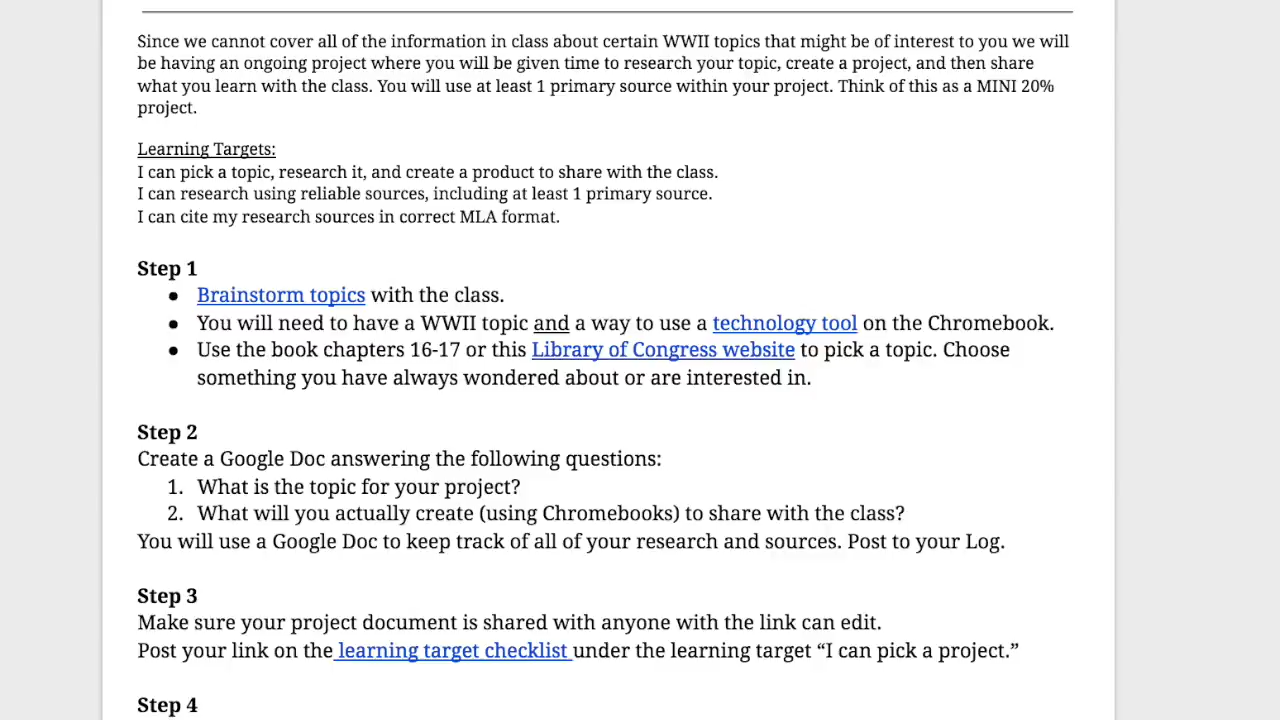 Since we cannot cover all of the information in class about certain WWII topics that might be of interest to you we will
be having an ongoing project where you will be given time to research your topic, create a project, and then share
what you learn with the class. You will use at least 1 primary source within your project. Think of this as a MINI 20%
project.
Learning Targets:
I can pick a topic, research it, and create a product to share with the class.
I can research using reliable sources, including at least 1 primary source.
I can cite my research sources in correct MLA format.
Step 1
● Brainstorm topics with the class.
● You will need to have a WWII topic and a way to use a technology tool on the Chromebook.
● Use the book chapters 16-17 or this Library of Congress website to pick a topic. Choose
something you have always wondered about or are interested in.
Step 2
Create a Google Doc answering the following questions:
1. What is the topic for your project?
2. What will you actually create (using Chromebooks) to share with the class?
You will use a Google Doc to keep track of all of your research and sources. Post to your Log.
Step 3
Make sure your project document is shared with anyone with the link can edit.
Post your link on the learning target checklist under the learning target “I can pick a project.”
Step 4